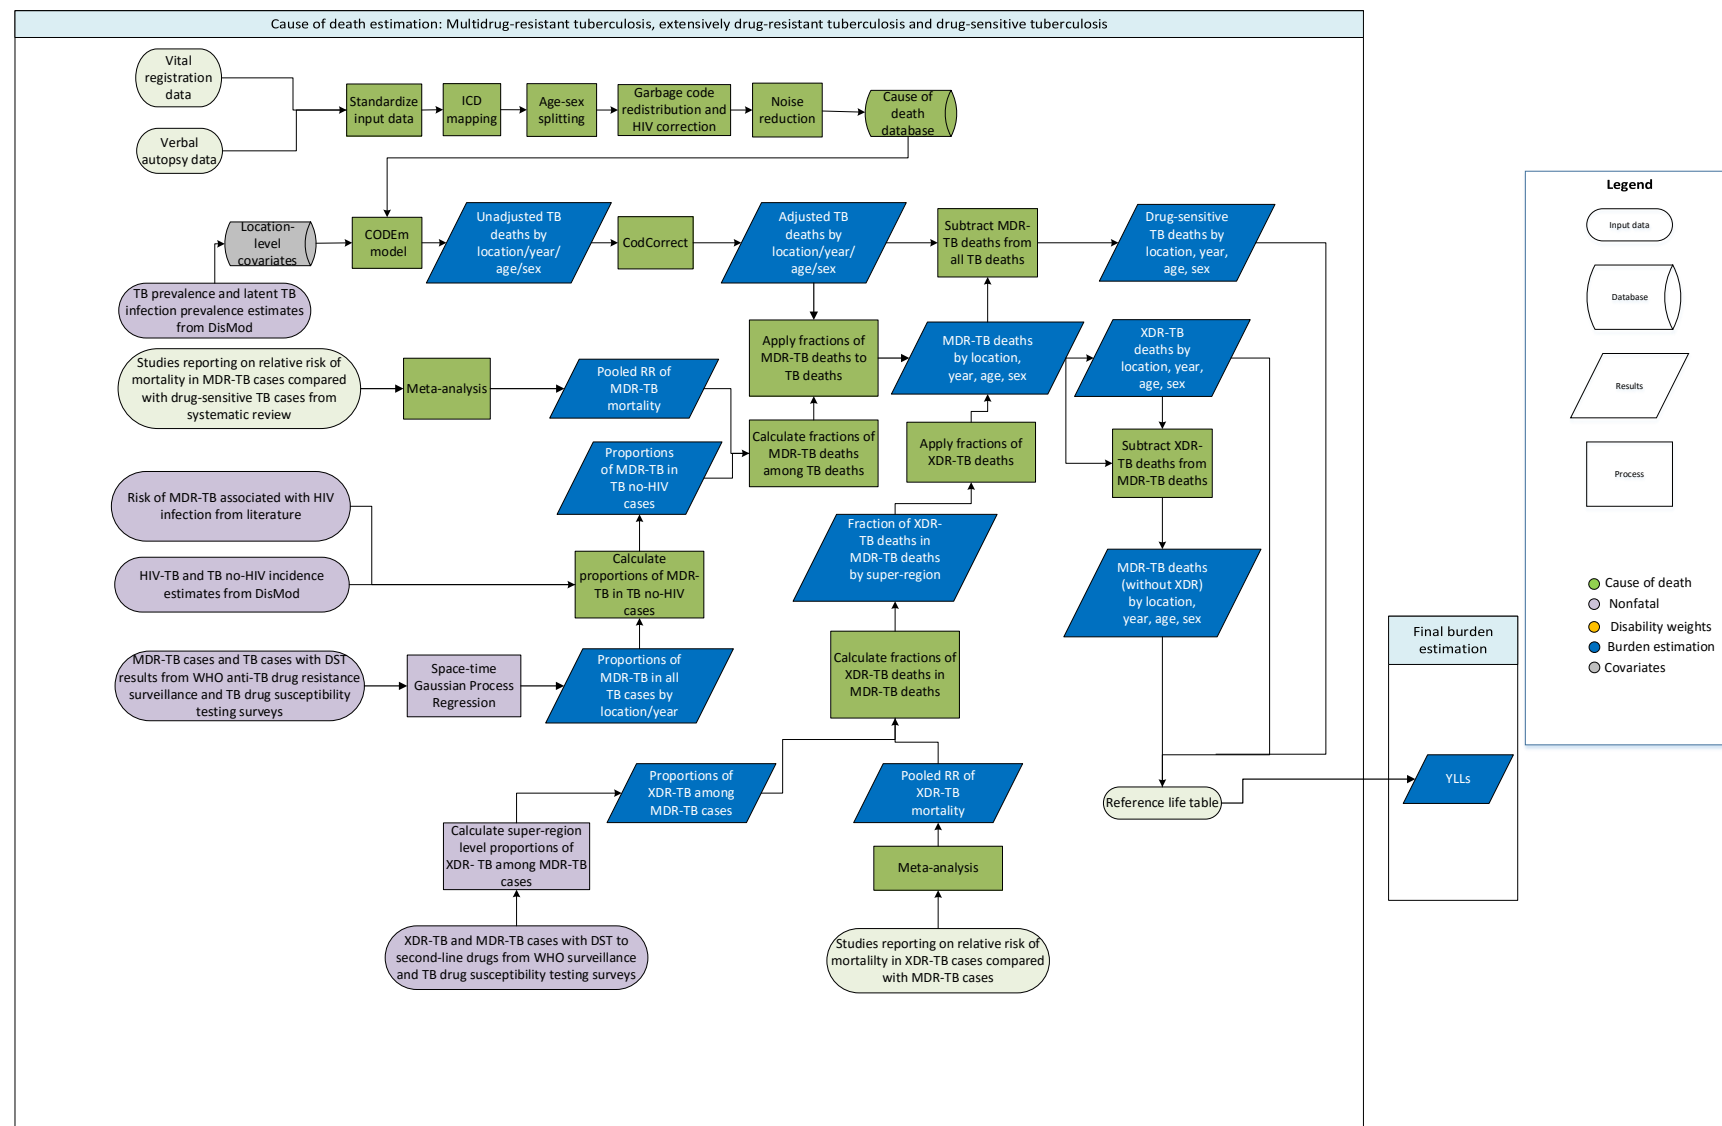 Cause of death estimation: Multidrug-resistant tuberculosis, extensively drug-resistant tuberculosis and drug-sensitive tuberculosis
Vital
registration
data
Verbal
autopsy data
Standardize
input data
ICD
mapping
Age-sex
splitting
Garbage code
redistribution and
HIV correction
Noise
reduction
Cause of
death
database
Location-
level
covariates
CODEm
model
Unadjusted TB
deaths by
location/year/
age/sex
CodCorrect
Adjusted TB
deaths by
location/year/
age/sex
Subtract MDR-
TB deaths from
all TB deaths
Drug-sensitive
TB deaths by
location, year,
age, sex
TB prevalence and latent TB
infection prevalence estimates
from DisMod
Apply fractions of
MDR-TB deaths to
TB deaths
MDR-TB deaths
by location,
year, age, sex
XDR-TB
deaths by
location, year,
age, sex
Studies reporting on relative risk of
mortality in MDR-TB cases compared
with drug-sensitive TB cases from
systematic review
Meta-analysis
Pooled RR of
MDR-TB
mortality
Calculate fractions of
MDR-TB deaths
among TB deaths
Apply fractions of
XDR-TB deaths
Subtract XDR-
TB deaths from
MDR-TB deaths
Proportions
of MDR-TB in
TB no-HIV
cases
Risk of MDR-TB associated with HIV
infection from literature
Fraction of XDR-
TB deaths in
MDR-TB deaths
by super-region
HIV-TB and TB no-HIV incidence
estimates from DisMod
Calculate
proportions of MDR-
TB in TB no-HIV
cases
MDR-TB deaths
(without XDR)
by location,
year, age, sex
MDR-TB cases and TB cases with DST
results from WHO anti-TB drug resistance
surveillance and TB drug susceptibility
testing surveys
Space-time
Gaussian Process
Regression
Proportions of
MDR-TB in all
TB cases by
location/year
Calculate fractions of
XDR-TB deaths in
MDR-TB deaths
Proportions of
XDR-TB among
MDR-TB cases
Pooled RR of
XDR-TB
mortality
Reference life table
Calculate super-region
level proportions of
XDR- TB among MDR-TB
cases
Meta-analysis
XDR-TB and MDR-TB cases with DST to
second-line drugs from WHO surveillance
and TB drug susceptibility testing surveys
Studies reporting on relative risk of
mortalilty in XDR-TB cases compared
with MDR-TB cases
Final burden
estimation
YLLs
Legend
Input data
Database
Results
Process
Cause of death
Nonfatal
Disability weights
Burden estimation
Covariates